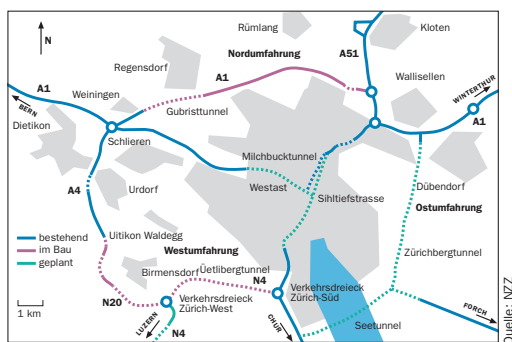 Rümlang
Kloten
N
Nordumfahrung
A51
Regensdorf
A1
Walliselen
A1
Weiningen
BERN
WINTERTHUR
Gubristtunnel
A1
Dietikon
Schlieren
Milchbucktunnel
Westast
Dübendorf
A4
Urdorf
Sihltiefstrasse
Ostumfahrung
bestehend
Uitikon Waldegg
im Bau
Westumfahrung
Zürichbergtunnel
geplant
Birmensdorf
Üetlibergtunnel
N4
Verkehrsdreieck
Zürich-Süd
1 km
N20
Verkehrsdreieck
Zürich-West
LUZERN
N4
CHUR
Seetunnel
FORCH
Quelle: NZZ